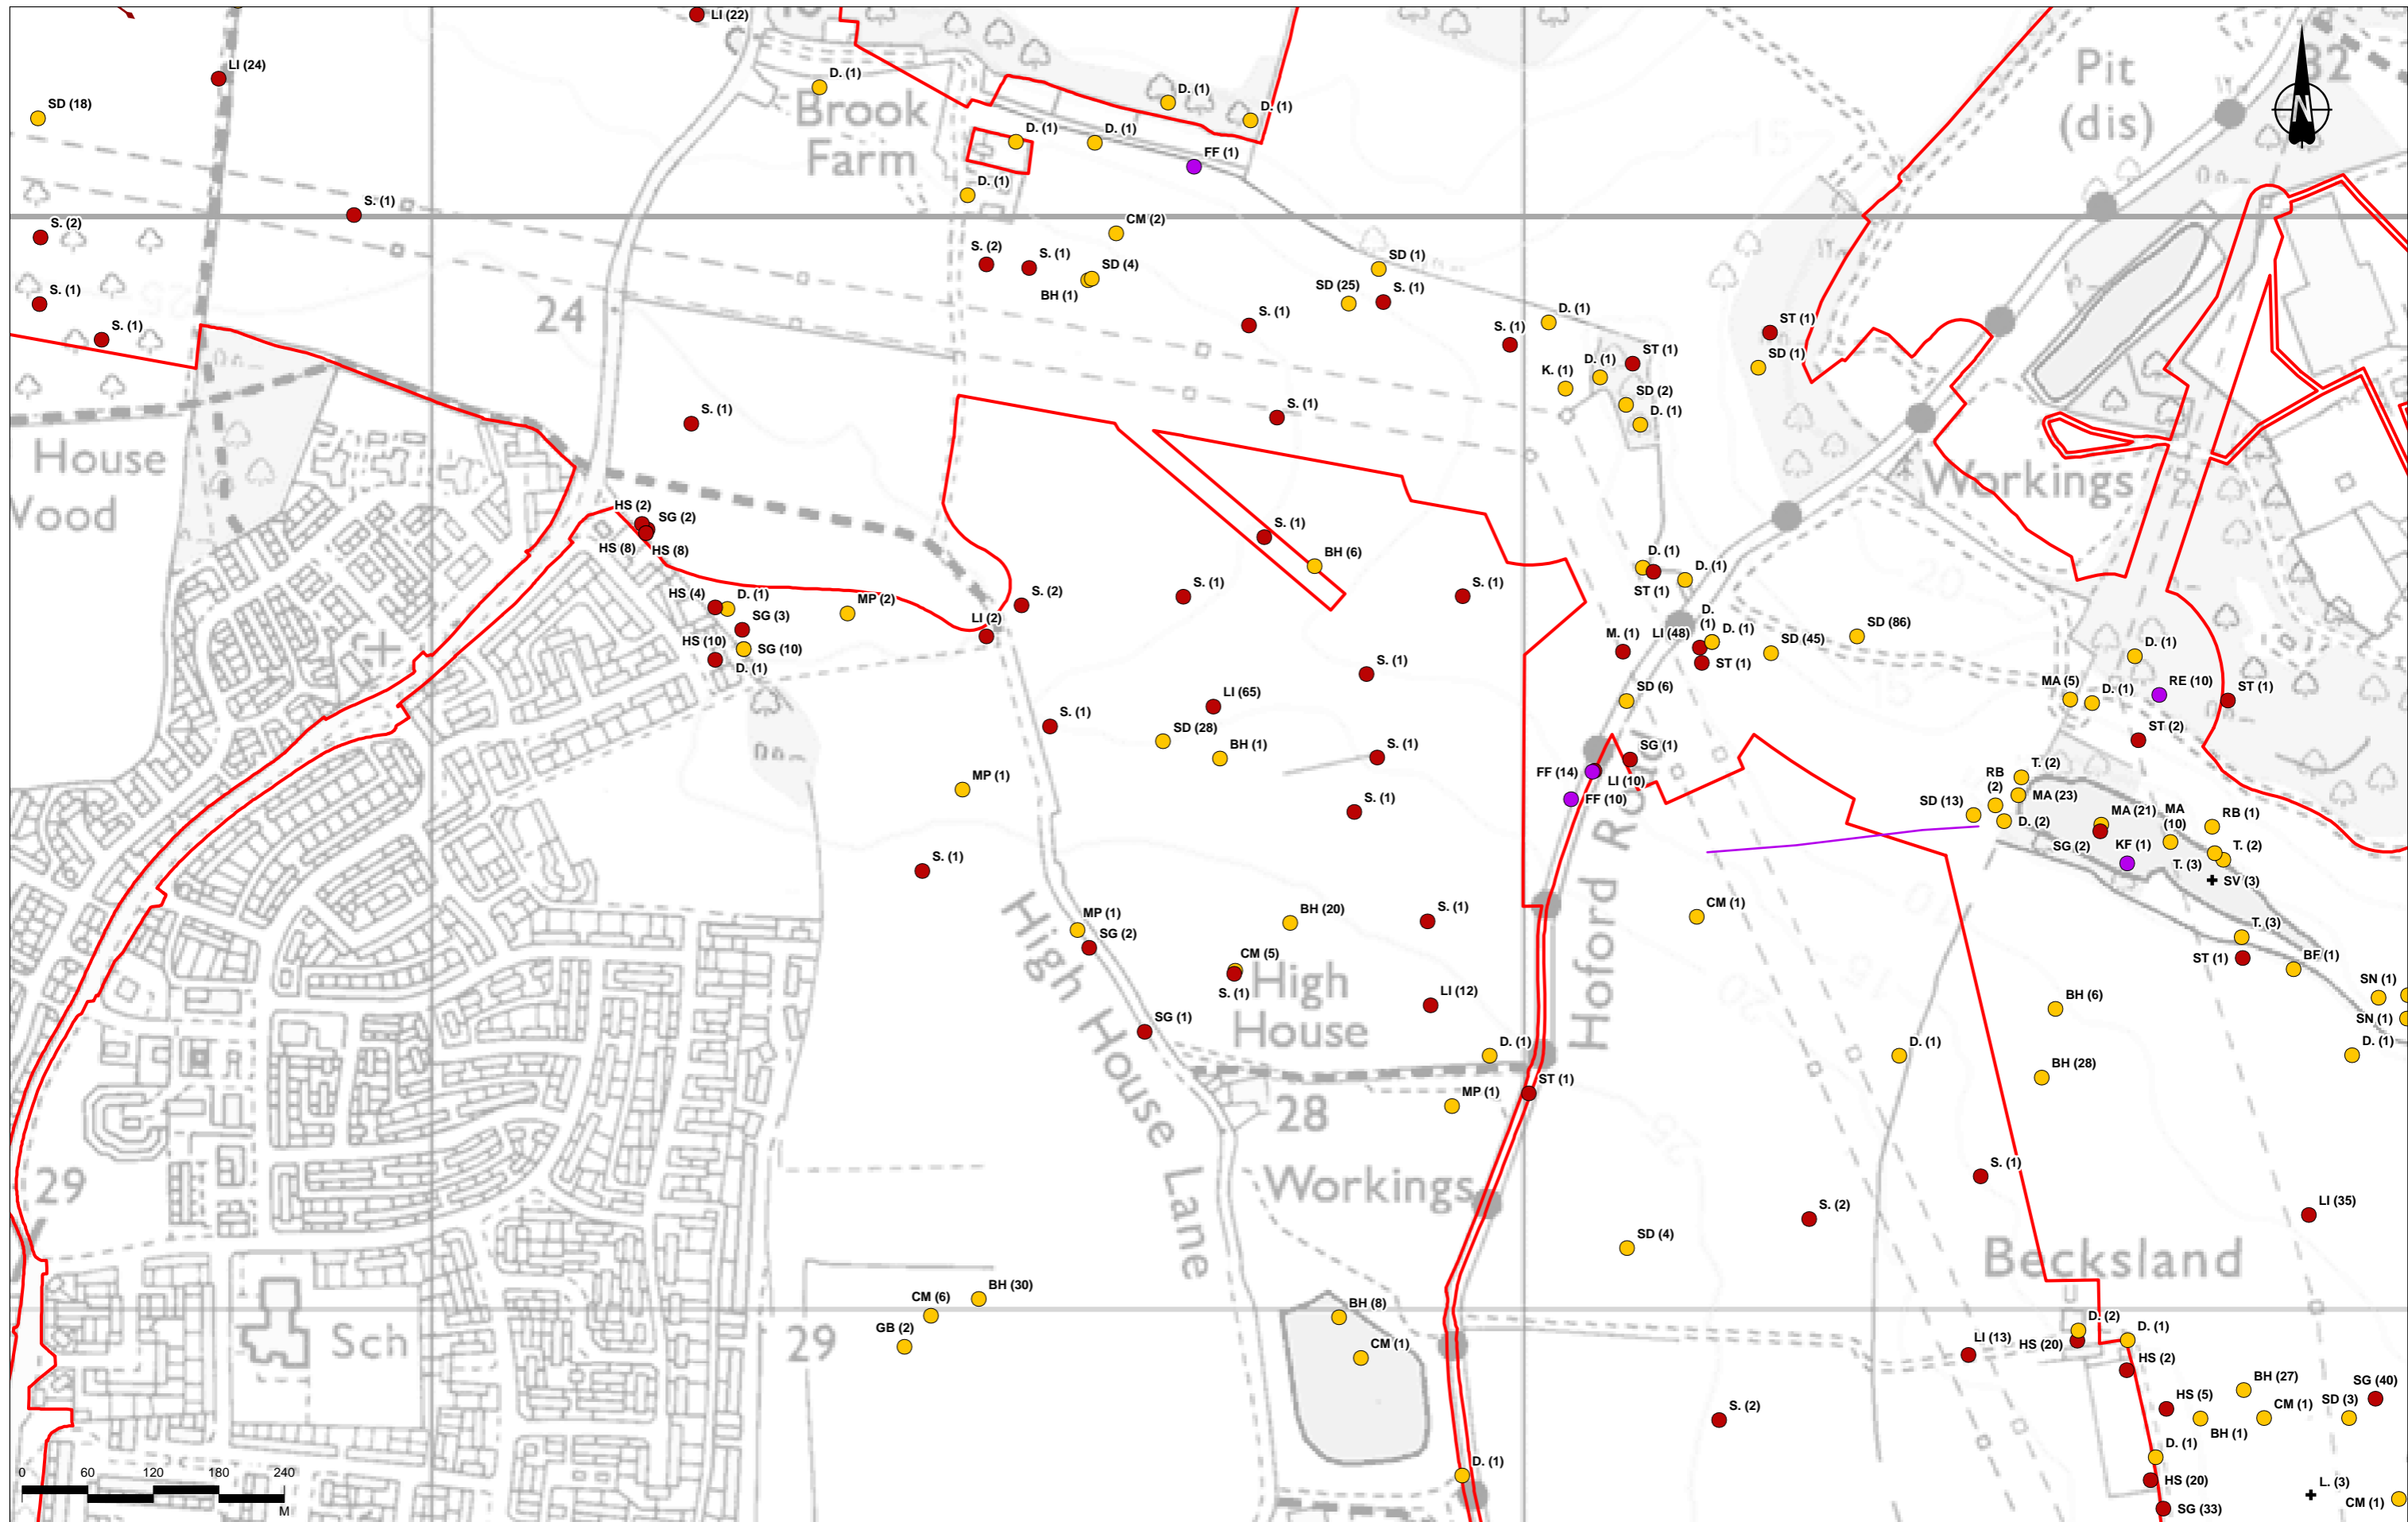 LI (22)
LI (24)
SD (18)
D. (1)
Brook
Farm
D. (1)
D. (1)
D. (1)
D. (1)
FF (1)
D. (1)
Pit
(dis)
32
N
15
17
S. (1)
S. (2)
S. (1)
S. (1)
25
24
CM (2)
S. (2)
S. (1)
SD (4)
BH (1)
SD (1)
SD (25)
S. (1)
S. (1)
S. (1)
D. (1)
ST (1)
D. (1)
K. (1)
SD (2)
D. (1)
ST (1)
SD (1)
17
House
Wood
S. (1)
S. (1)
Workings
HS (2)
SG (2)
HS (8)
HS (8)
S. (1)
BH (6)
D. (1)
ST (1)
D. (1)
20
HS (4)
D. (1)
SG (3)
HS (10)
SG (10)
D. (1)
MP (2)
LI (2)
S. (2)
S. (1)
S. (1)
M. (1)
D.
(1)
LI (48)
D. (1)
ST (1)
SD (45)
SD (86)
D. (1)
MA (5)
D. (1)
RE (10)
ST (1)
ST (2)
S. (1)
LI (65)
SD (6)
15
S. (1)
SD (28)
BH (1)
S. (1)
SG (1)
FF (14)
LI (10)
FF (10)
MP (1)
S. (1)
T. (2)
RB
(2)
MA (23)
SD (13)
D. (2)
MA (21)
MA
(10)
RB (1)
SG (2)
KF (1)
T. (2)
T. (3)
SV (3)
S. (1)
MP (1)
SG (2)
BH (20)
S. (1)
CM (1)
10
T. (3)
ST (1)
BF (1)
CM (5)
S. (1)
High
House
LI (12)
Hoford Road
20
15
BH (6)
SN (1)
SN (1)
SG (1)
D. (1)
D. (1)
D. (1)
BH (28)
High House Lane
28
MP (1)
ST (1)
25
29
Workings
S. (1)
S. (2)
LI (35)
SD (4)
Becksland
BH (30)
CM (6)
GB (2)
BH (8)
CM (1)
Sch
29
D. (2)
LI (13)
HS (20)
D. (1)
HS (2)
BH (27)
SG (40)
HS (5)
CM (1)
SD (3)
BH (1)
S. (2)
D. (1)
D. (1)
HS (20)
L. (3)
CM (1)
SG (33)
0 60 120 180 240
M